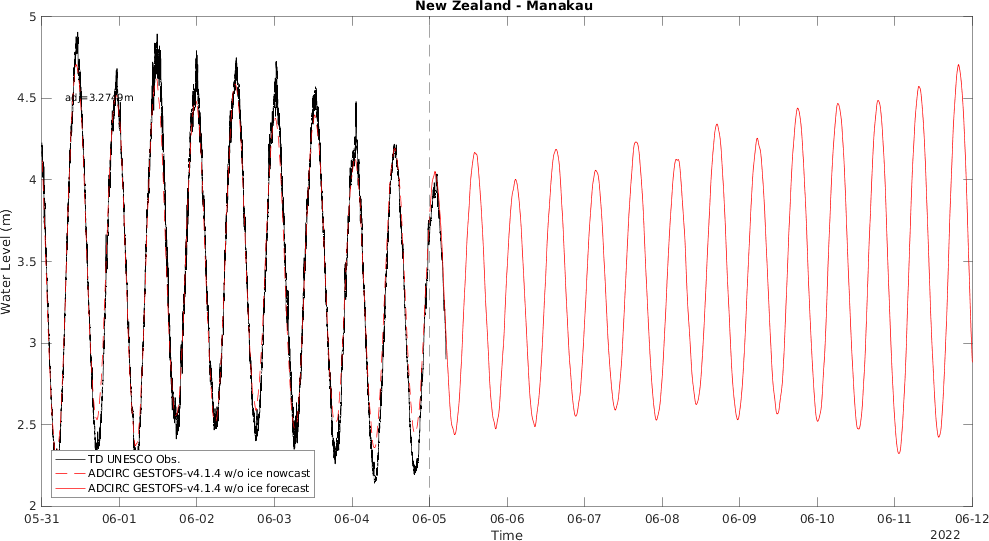 New Zealand - Manakau
5
4.5
4
3.5
3
2.5
2
Water Level (m)
adj=3.2749m
TD UNESCO Obs.
ADCIRC GESTOFS-v4.1.4 w/o ice nowcast
ADCIRC GESTOFS-v4.1.4 w/o ice forecast
05-31 06-01 06-02 06-03 06-04 06-05 06-06 06-07 06-08 06-09 06-10 06-11 06-12
Time
2022